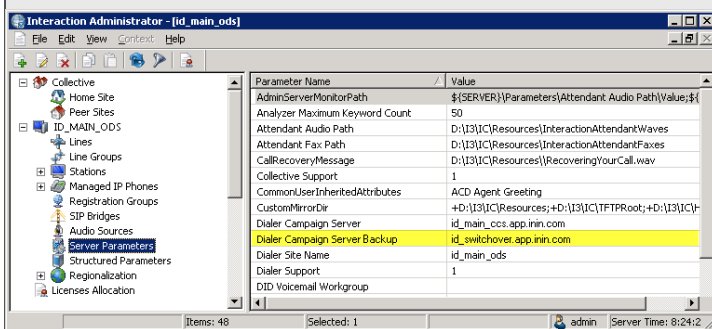 Interaction Administrator - [id_main_ods]
File Edit View Context Help
Collective
Home Site
Peer Sites
ID_MAIN_ODS
Lines
Line Groups
Stations
Managed IP Phones
Registration Groups
SIP Bridges
Audio Sources
Server Parameters
Structured Parameters
Regionalization
Licenses Allocation
Parameter Name Value
AdminServerMonitorPath $(SERVER)\Parameters\Attendant Audio Path\Value;$(
Analyzer Maximum Keyword Count 50
Attendant Audio Path D:\I3\IC\Resources\InteractionAttendantWaves
Attendant Fax Path D:\I3\IC\Resources\InteractionAttendantFaxes
CallRecoveryMessage D:\I3\IC\Resources\\RecoveringYourCall.wav
Collective Support 1
CommonUserInheritedAttributes ACD Agent Greeting
CustomMirrorDir +D:\I3\IC\Resources;+D:\I3\IC\TFTPRoot;+D:\I3\IC\H
Dialer Campaign Server id_main_ccs.app.inin.com
Dialer Campaign Server Backup id_switchover.app.inin.com
Dialer Site Name id_main_ods
Dialer Support 1
DID Voicemail Workgroup
Items: 48 Selected: 1 admin Server Time: 8:24:2